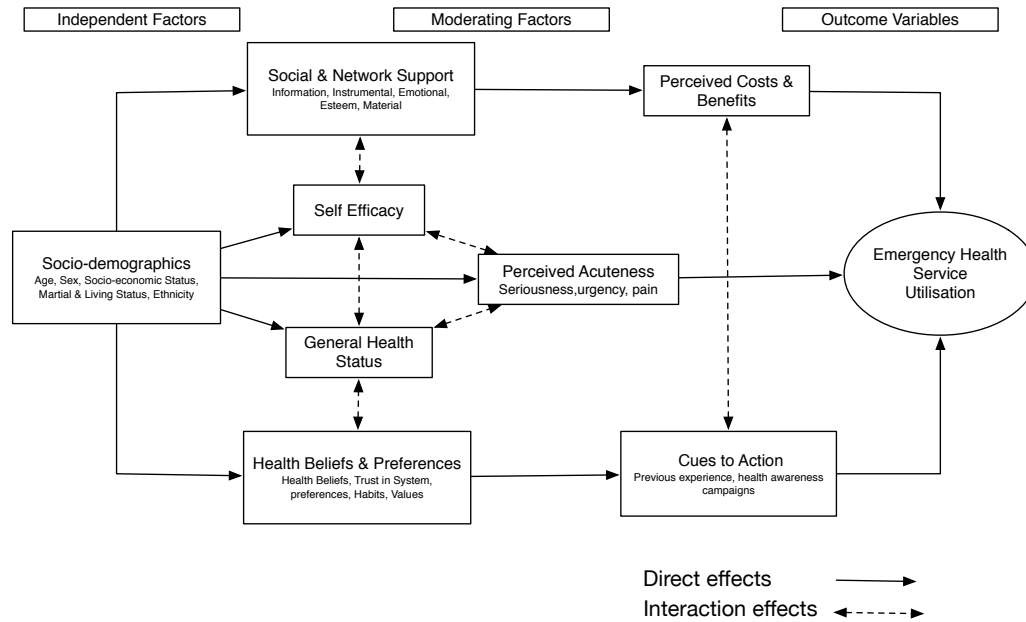 Independent Factors
Moderating Factors
Outcome Variables
Social & Network Support
Information, Instrumental, Emotional,
Esteem, Material
Perceived Costs &
Benefits
Self Efficacy
Socio-demographics
Age, Sex, Socio-economic Status,
Martial & Living Status, Ethnicity
Perceived Acuteness
Seriousness,urgency, pain
Emergency Health
Service
Utilisation
General Health
Status
Health Beliefs & Preferences
Health Beliefs, Trust in System,
preferences, Habits, Values
Cues to Action
Previous experience, health awareness
campaigns
Direct effects
Interaction effects